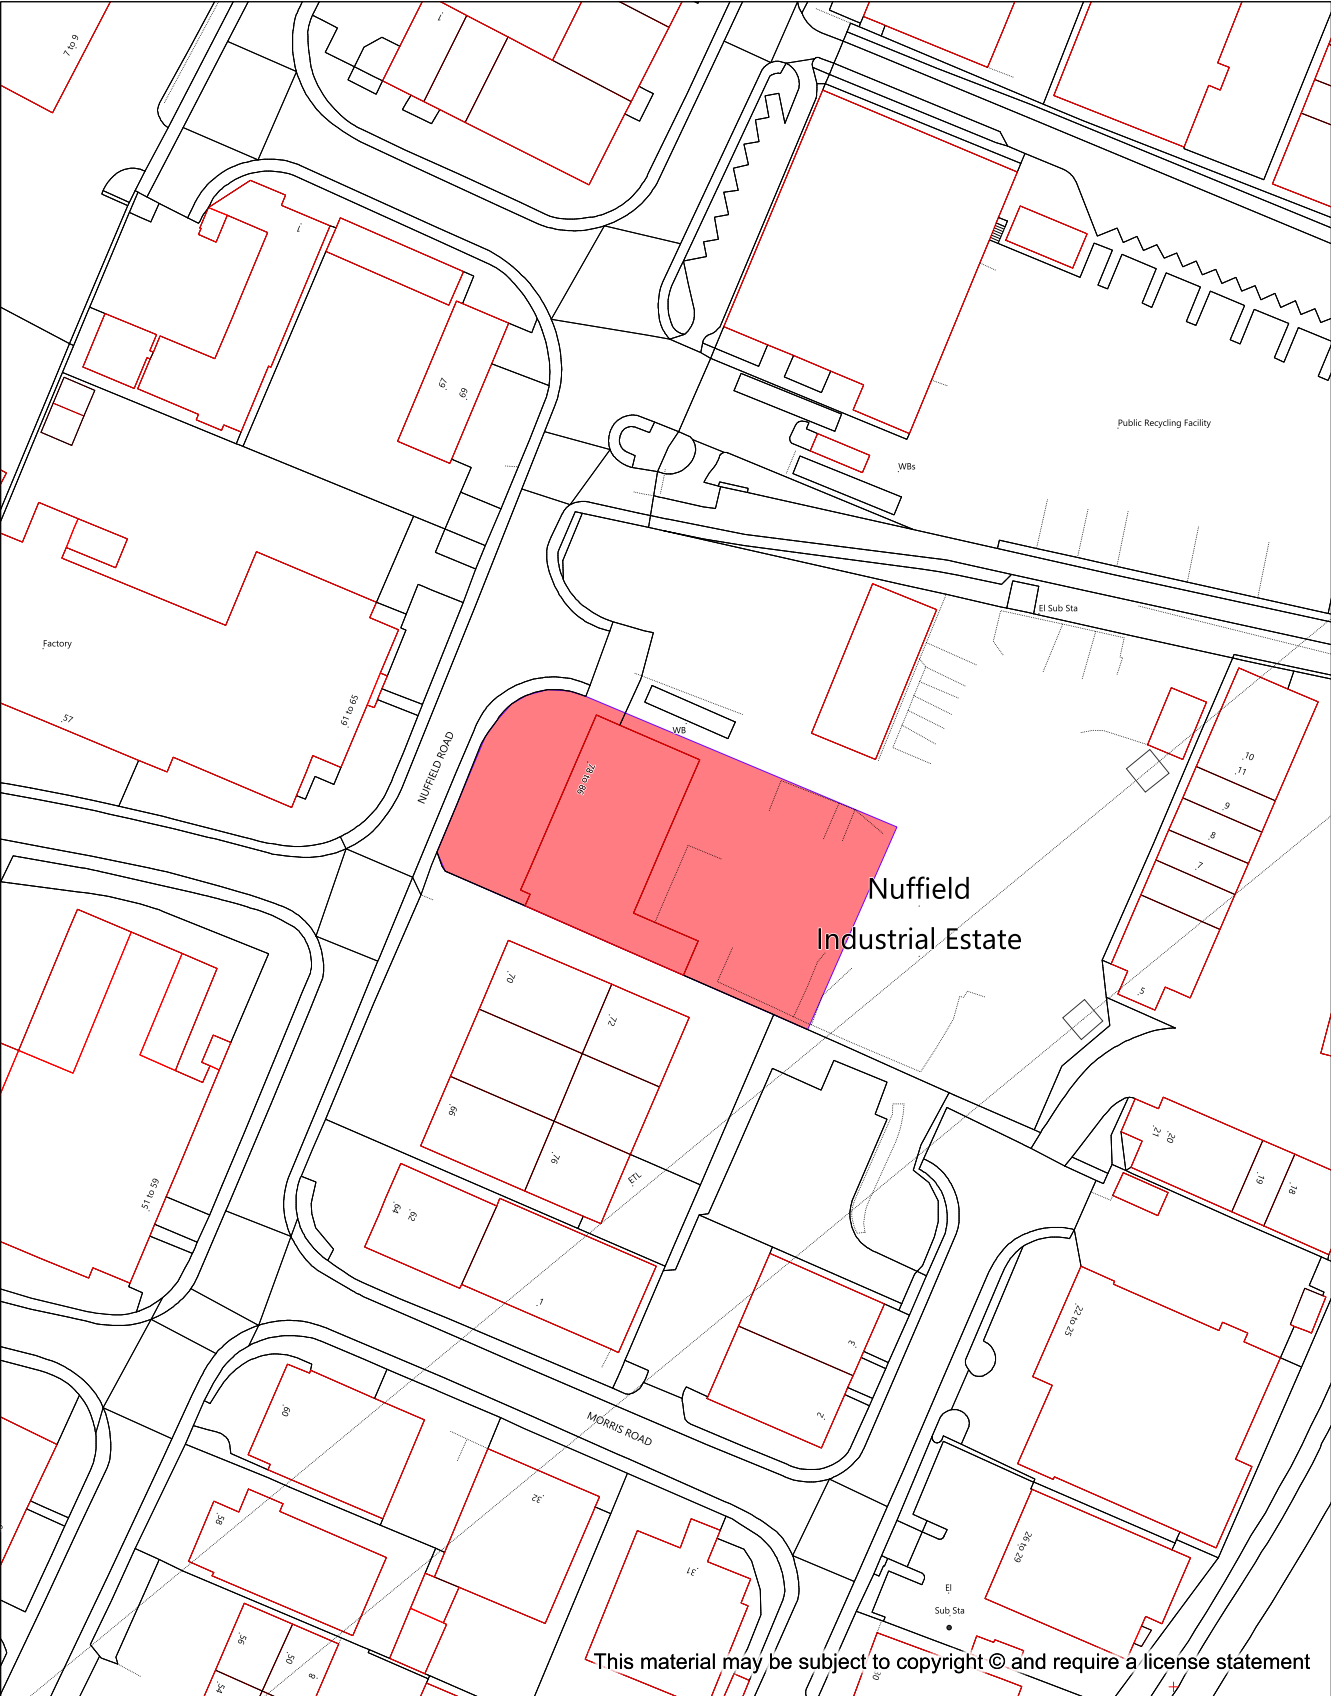 7 to 9
67
69
Public Recycling Facility
WBs
El Sub Sta
Factory
57
61 to 65
NUFFIELD ROAD
WB
78 to 86
10
11
9
8
7
5
Nuffield
Industrial Estate
70
72
66
76
ETL
64
62
1
51 to 59
21
20
19
18
22 to 25
3
2
MORRIS ROAD
60
58
32
31
26 to 29
El
Sub Sta
56
50
8
54
30
This material may be subject to copyright © and require a license statement